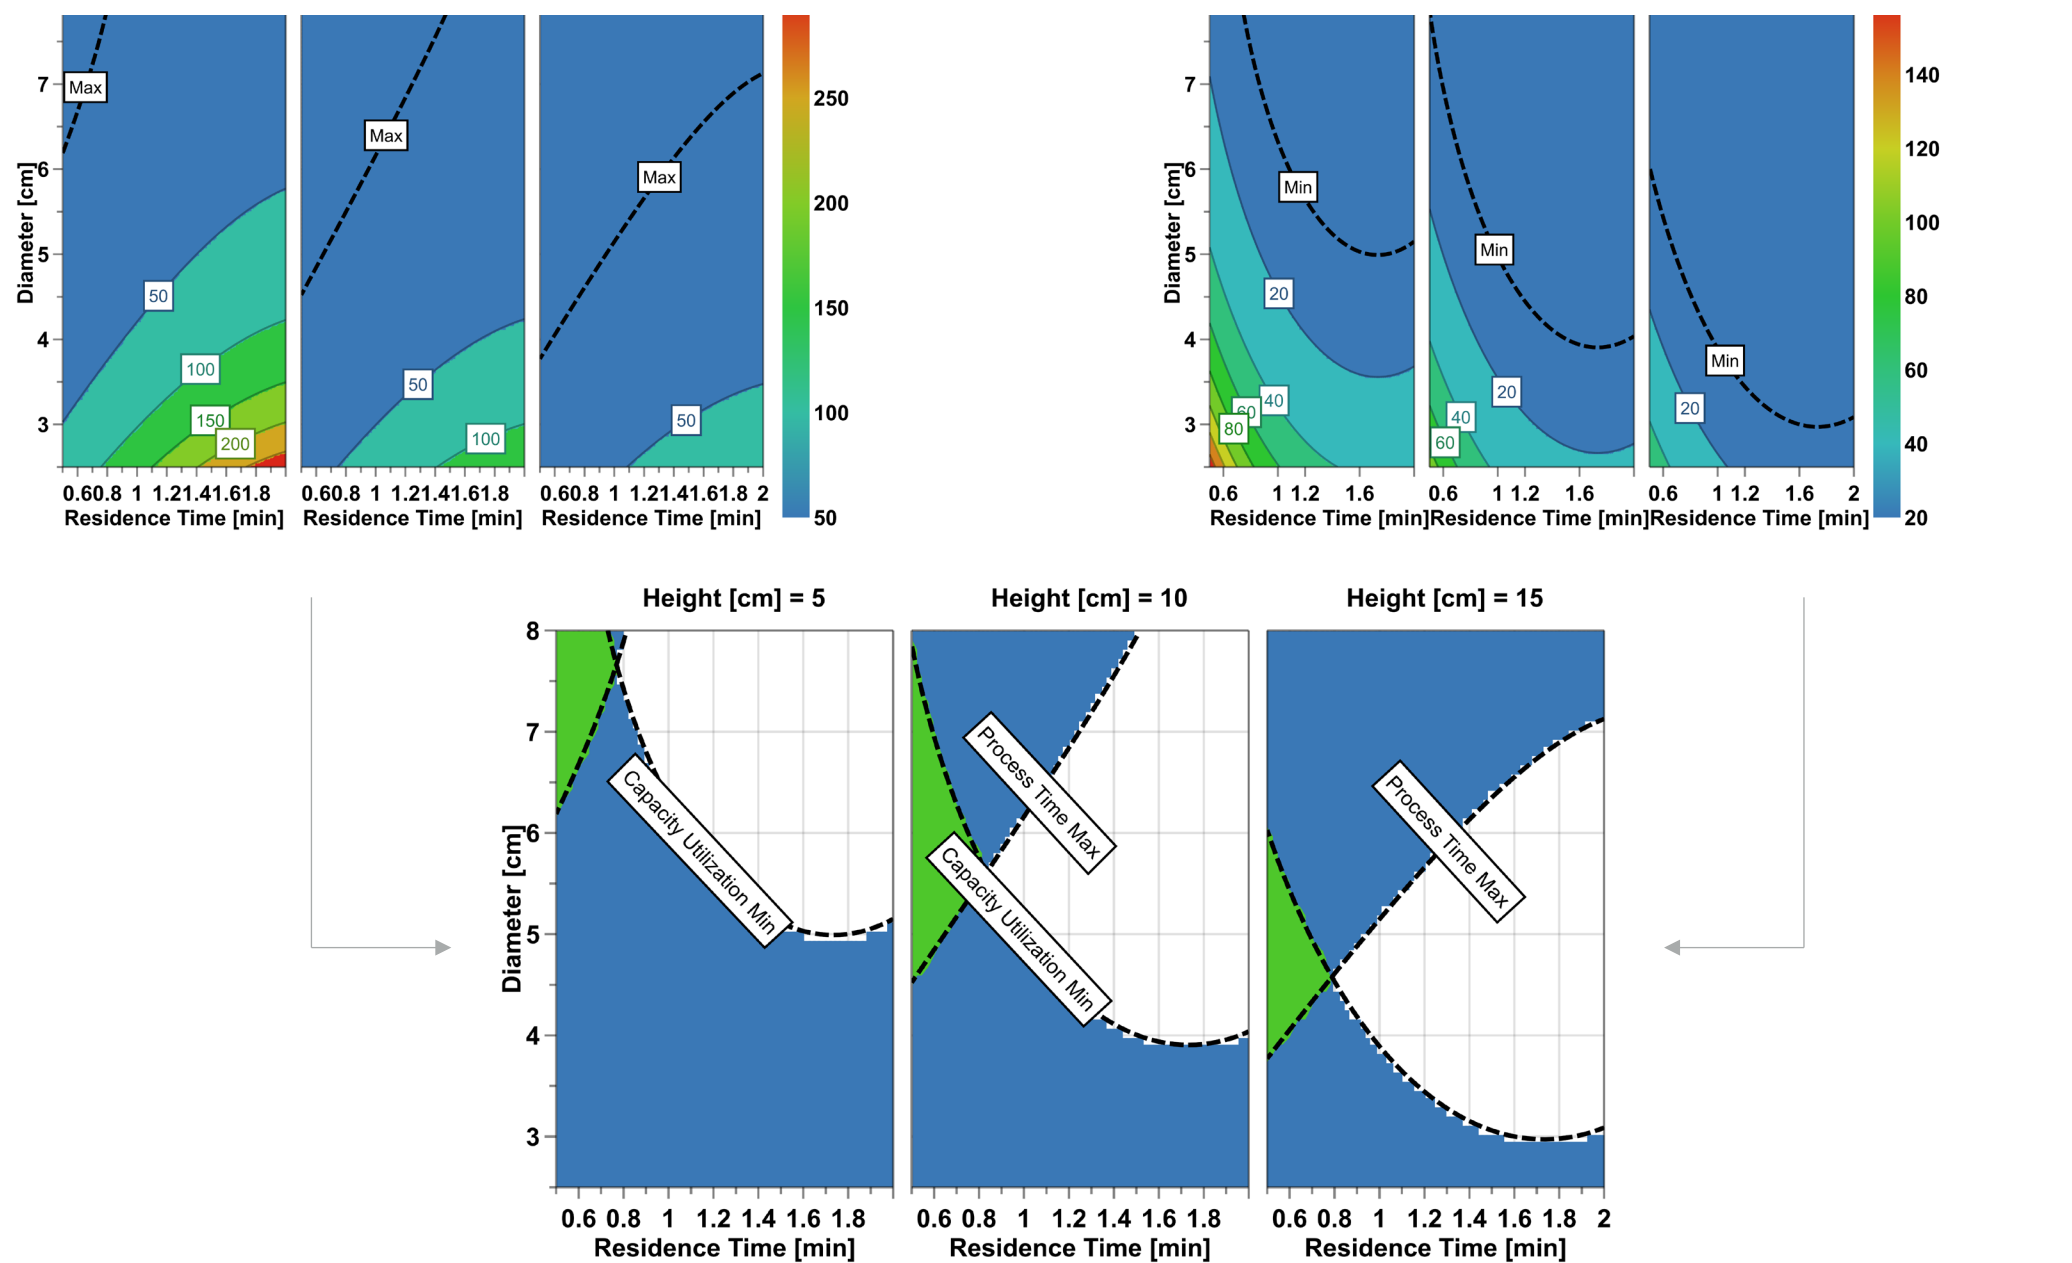 Diameter [cm]
7
6
5
4
3
Max
50
100
150
200
0.60.8 1 1.21.41.61.8
Residence Time [min]
Max
50
100
0.60.8 1 1.21.41.61.8
Residence Time [min]
Max
50
0.60.8 1 1.21.41.61.8 2
Residence Time [min]
250
200
150
100
50
Diameter [cm]
7
6
5
4
3
Min
20
40
60
80
0.6 1 1.2 1.6
Residence Time [min]
Min
20
40
60
0.6 1 1.2 1.6
Residence Time [min]
Min
20
0.6 1 1.2 1.6 2
Residence Time [min]
140
120
100
80
60
40
20
Height [cm] = 5
Height [cm] = 10
Height [cm] = 15
Diameter [cm]
8
7
6
5
4
3
Capacity Utilization Min
0.6 0.8 1 1.2 1.4 1.6 1.8
Residence Time [min]
Process Time Max
Capacity Utilization Min
0.6 0.8 1 1.2 1.4 1.6 1.8
Residence Time [min]
Process Time Max
0.6 0.8 1 1.2 1.4 1.6 1.8 2
Residence Time [min]